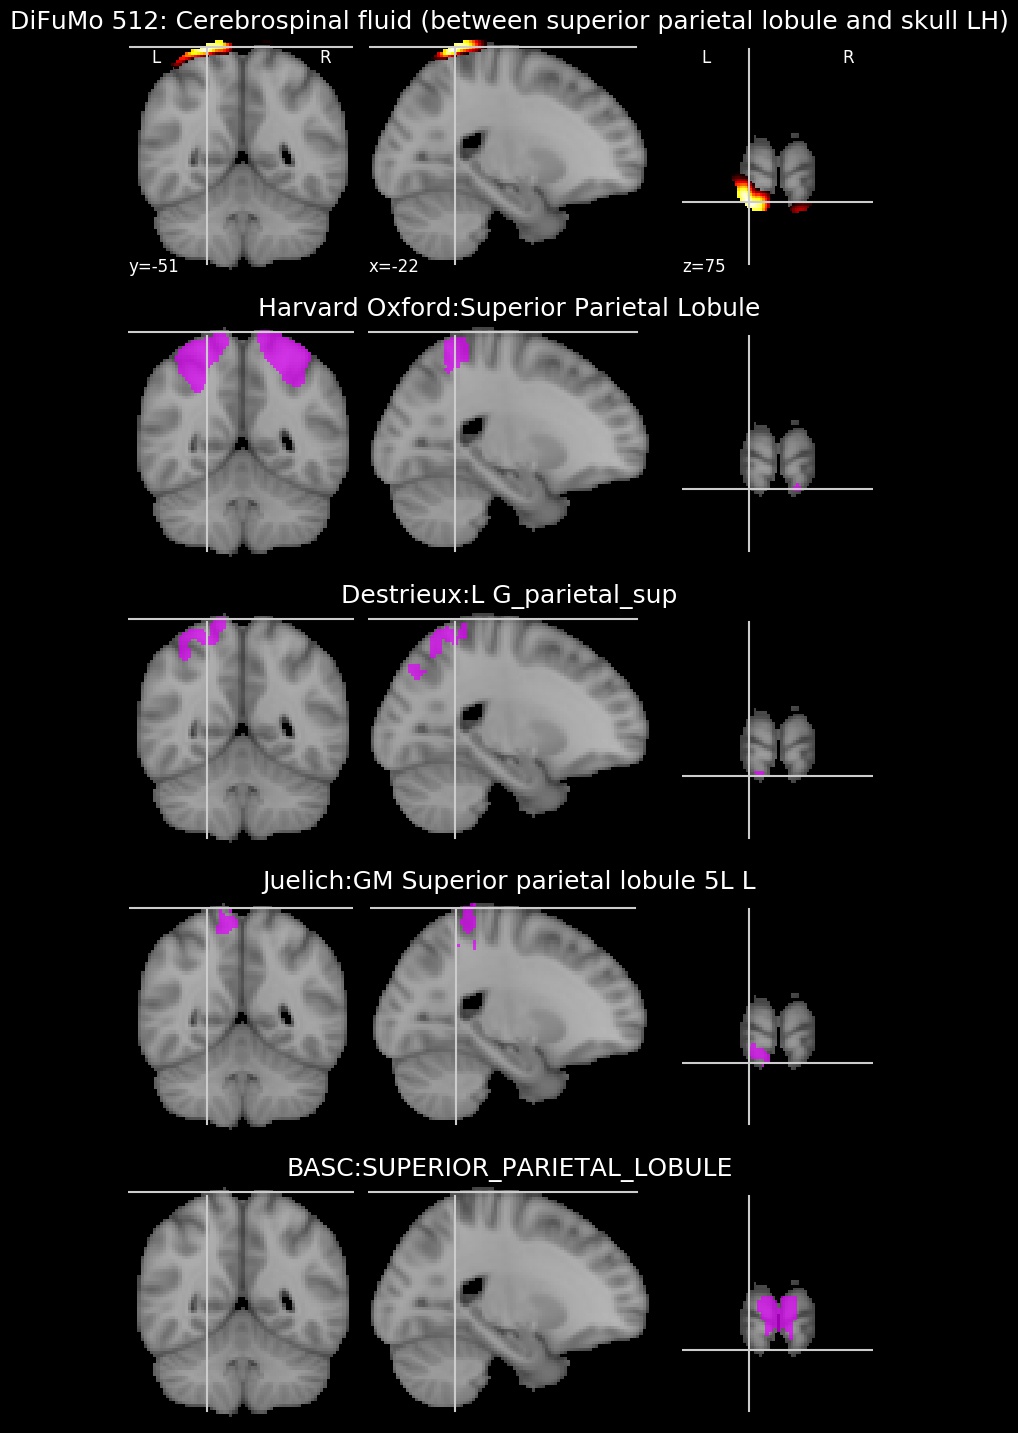 DiFuMo 512: Cerebrospinal fluid (between superior parietal lobule and skull LH)
L R L R
y=-51 x=-22 z=75
Harvard Oxford:Superior Parietal Lobule
Destrieux:L G_parietal_sup
Juelich:GM Superior parietal lobule 5L L
BASC:SUPERIOR_PARIETAL_LOBULE